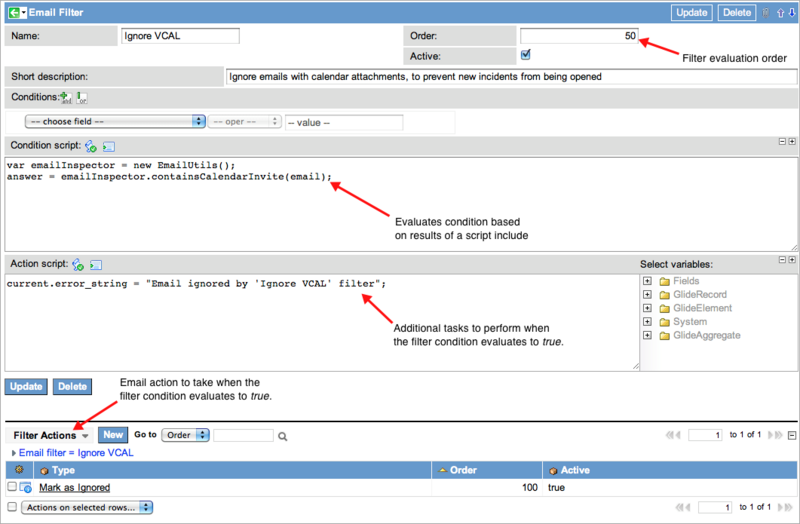 Email Filter
Update
Delete
Name:
Ignore VCAL
Order:
50
Active:
Filter evaluation order
Short description:
Ignore emails with calendar attachments, to prevent new incidents from being opened
Conditions:
and
or
-- choose field --
-- oper --
-- value --
Condition script:
var emailInspector = new EmailUtils();
answer = emailInspector.containsCalendarInvite(email);
Evaluates condition based
on results of a script include
Action script:
Select variables:
current.error_string = "Email ignored by 'Ignore VCAL' filter";
Fields
GlideRecord
GlideElement
System
GlideAggregate
Additional tasks to perform when
the filter condition evaluates to true.
Update
Delete
Email action to take when the
filter condition evaluates to true.
Filter Actions
New
Go to
Order
1
to 1 of 1
Email filter = Ignore VCAL
Type
Order
Active
Mark as Ignored
100
true
Actions on selected rows...
1
to 1 of 1